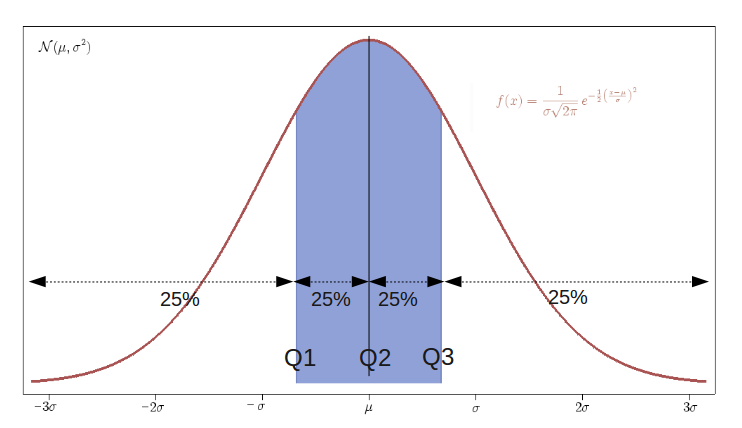 𝒩(μ, σ²)
f(x) = 1/(σ√2π) e^{-1/2((x-μ)/σ)²}
25% 25% 25% 25%
Q1 Q2 Q3
−3σ −2σ −σ μ σ 2σ 3σ